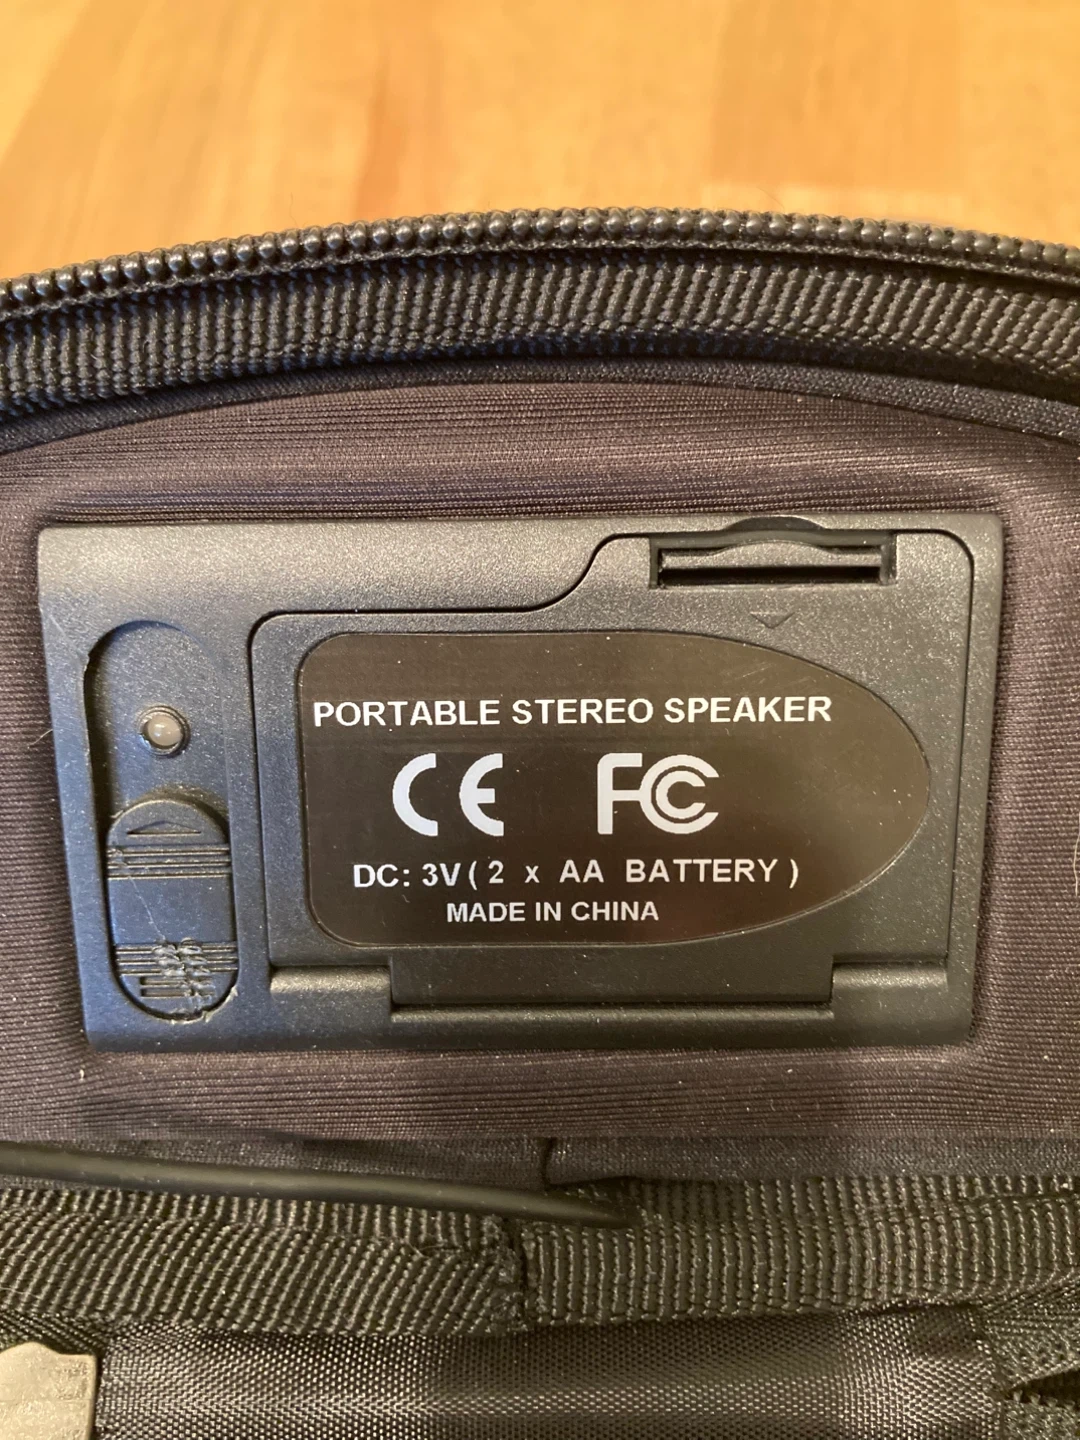 PORTABLE STEREO SPEAKER
CE FC
DC: 3V ( 2 x AA BATTERY )
MADE IN CHINA